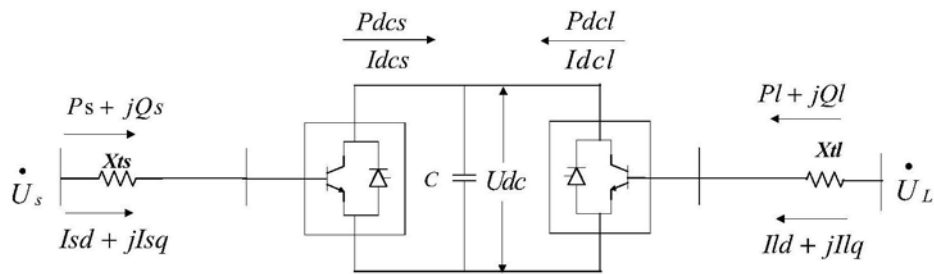 Pdcs
Idcs
Pdcl
Idcl
Ps + jQs
Pl + jQl
Xts
Xtl
C
Udc
U̇s
U̇L
Isd + jIsq
Ild + jIlq